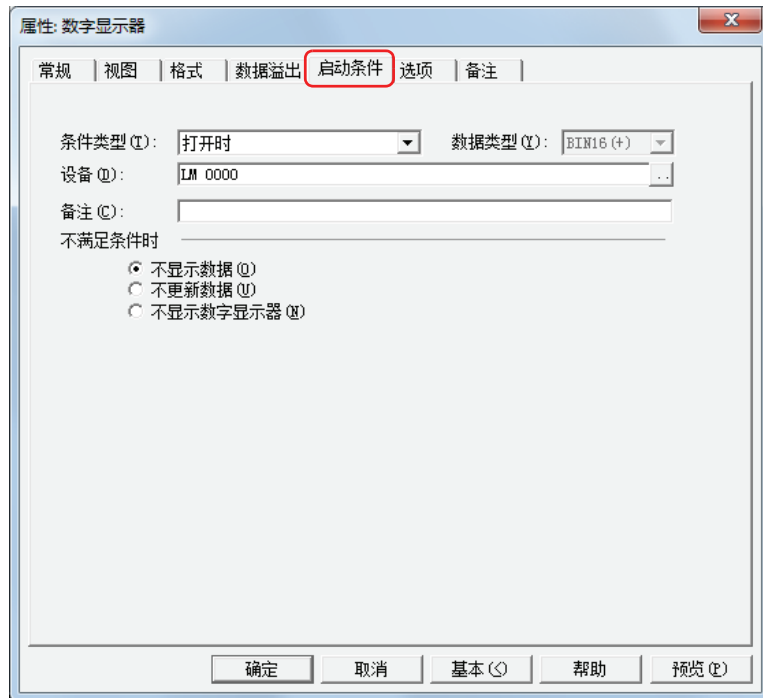 属性: 数字显示器
常规 视图 格式 数据溢出 启动条件 选项 备注
条件类型(T): 打开时 数据类型(Y): BIN16(+)
设备(D): LM 0000 ..
备注(C):
不满足条件时
不显示数据(O)
不更新数据(U)
不显示数字显示器(N)
确定 取消 基本(<) 帮助 预览(P)